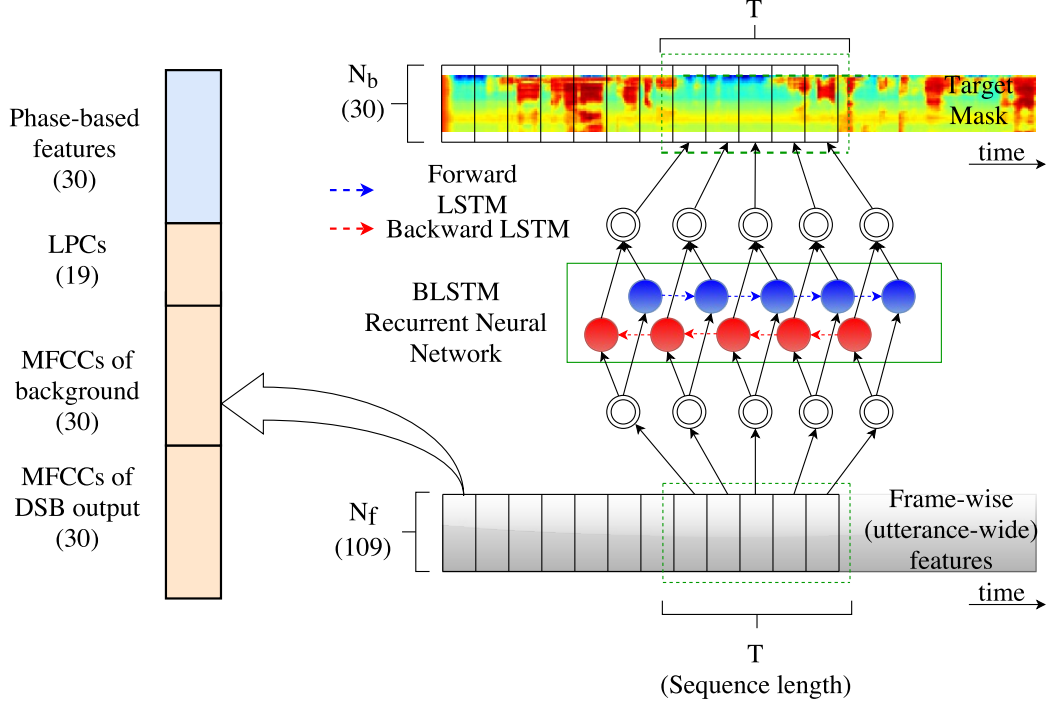 T
N_b
(30)
Target
Mask
time
Phase-based
features
(30)
LPCs
(19)
MFCCs of
background
(30)
MFCCs of
DSB output
(30)
Forward
LSTM
Backward LSTM
BLSTM
Recurrent Neural
Network
N_f
(109)
Frame-wise
(utterance-wide)
features
time
T
(Sequence length)